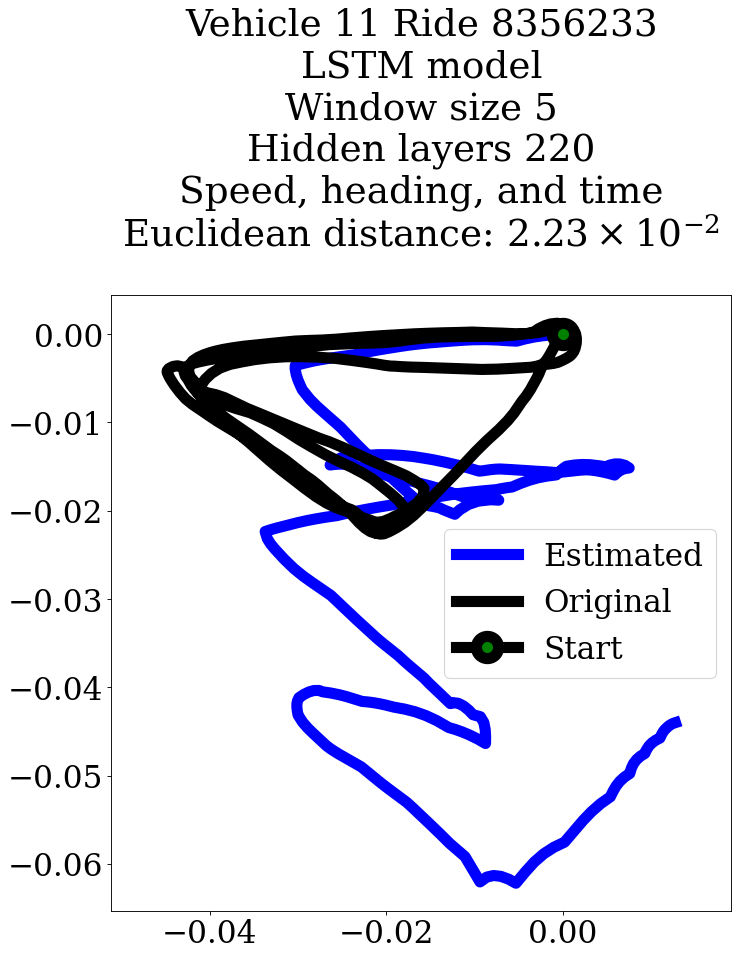 Vehicle 11 Ride 8356233
LSTM model
Window size 5
Hidden layers 220
Speed, heading, and time
Euclidean distance: 2.23 × 10⁻²
0.00
−0.01
−0.02
−0.03
−0.04
−0.05
−0.06
Estimated
Original
Start
−0.04 −0.02 0.00